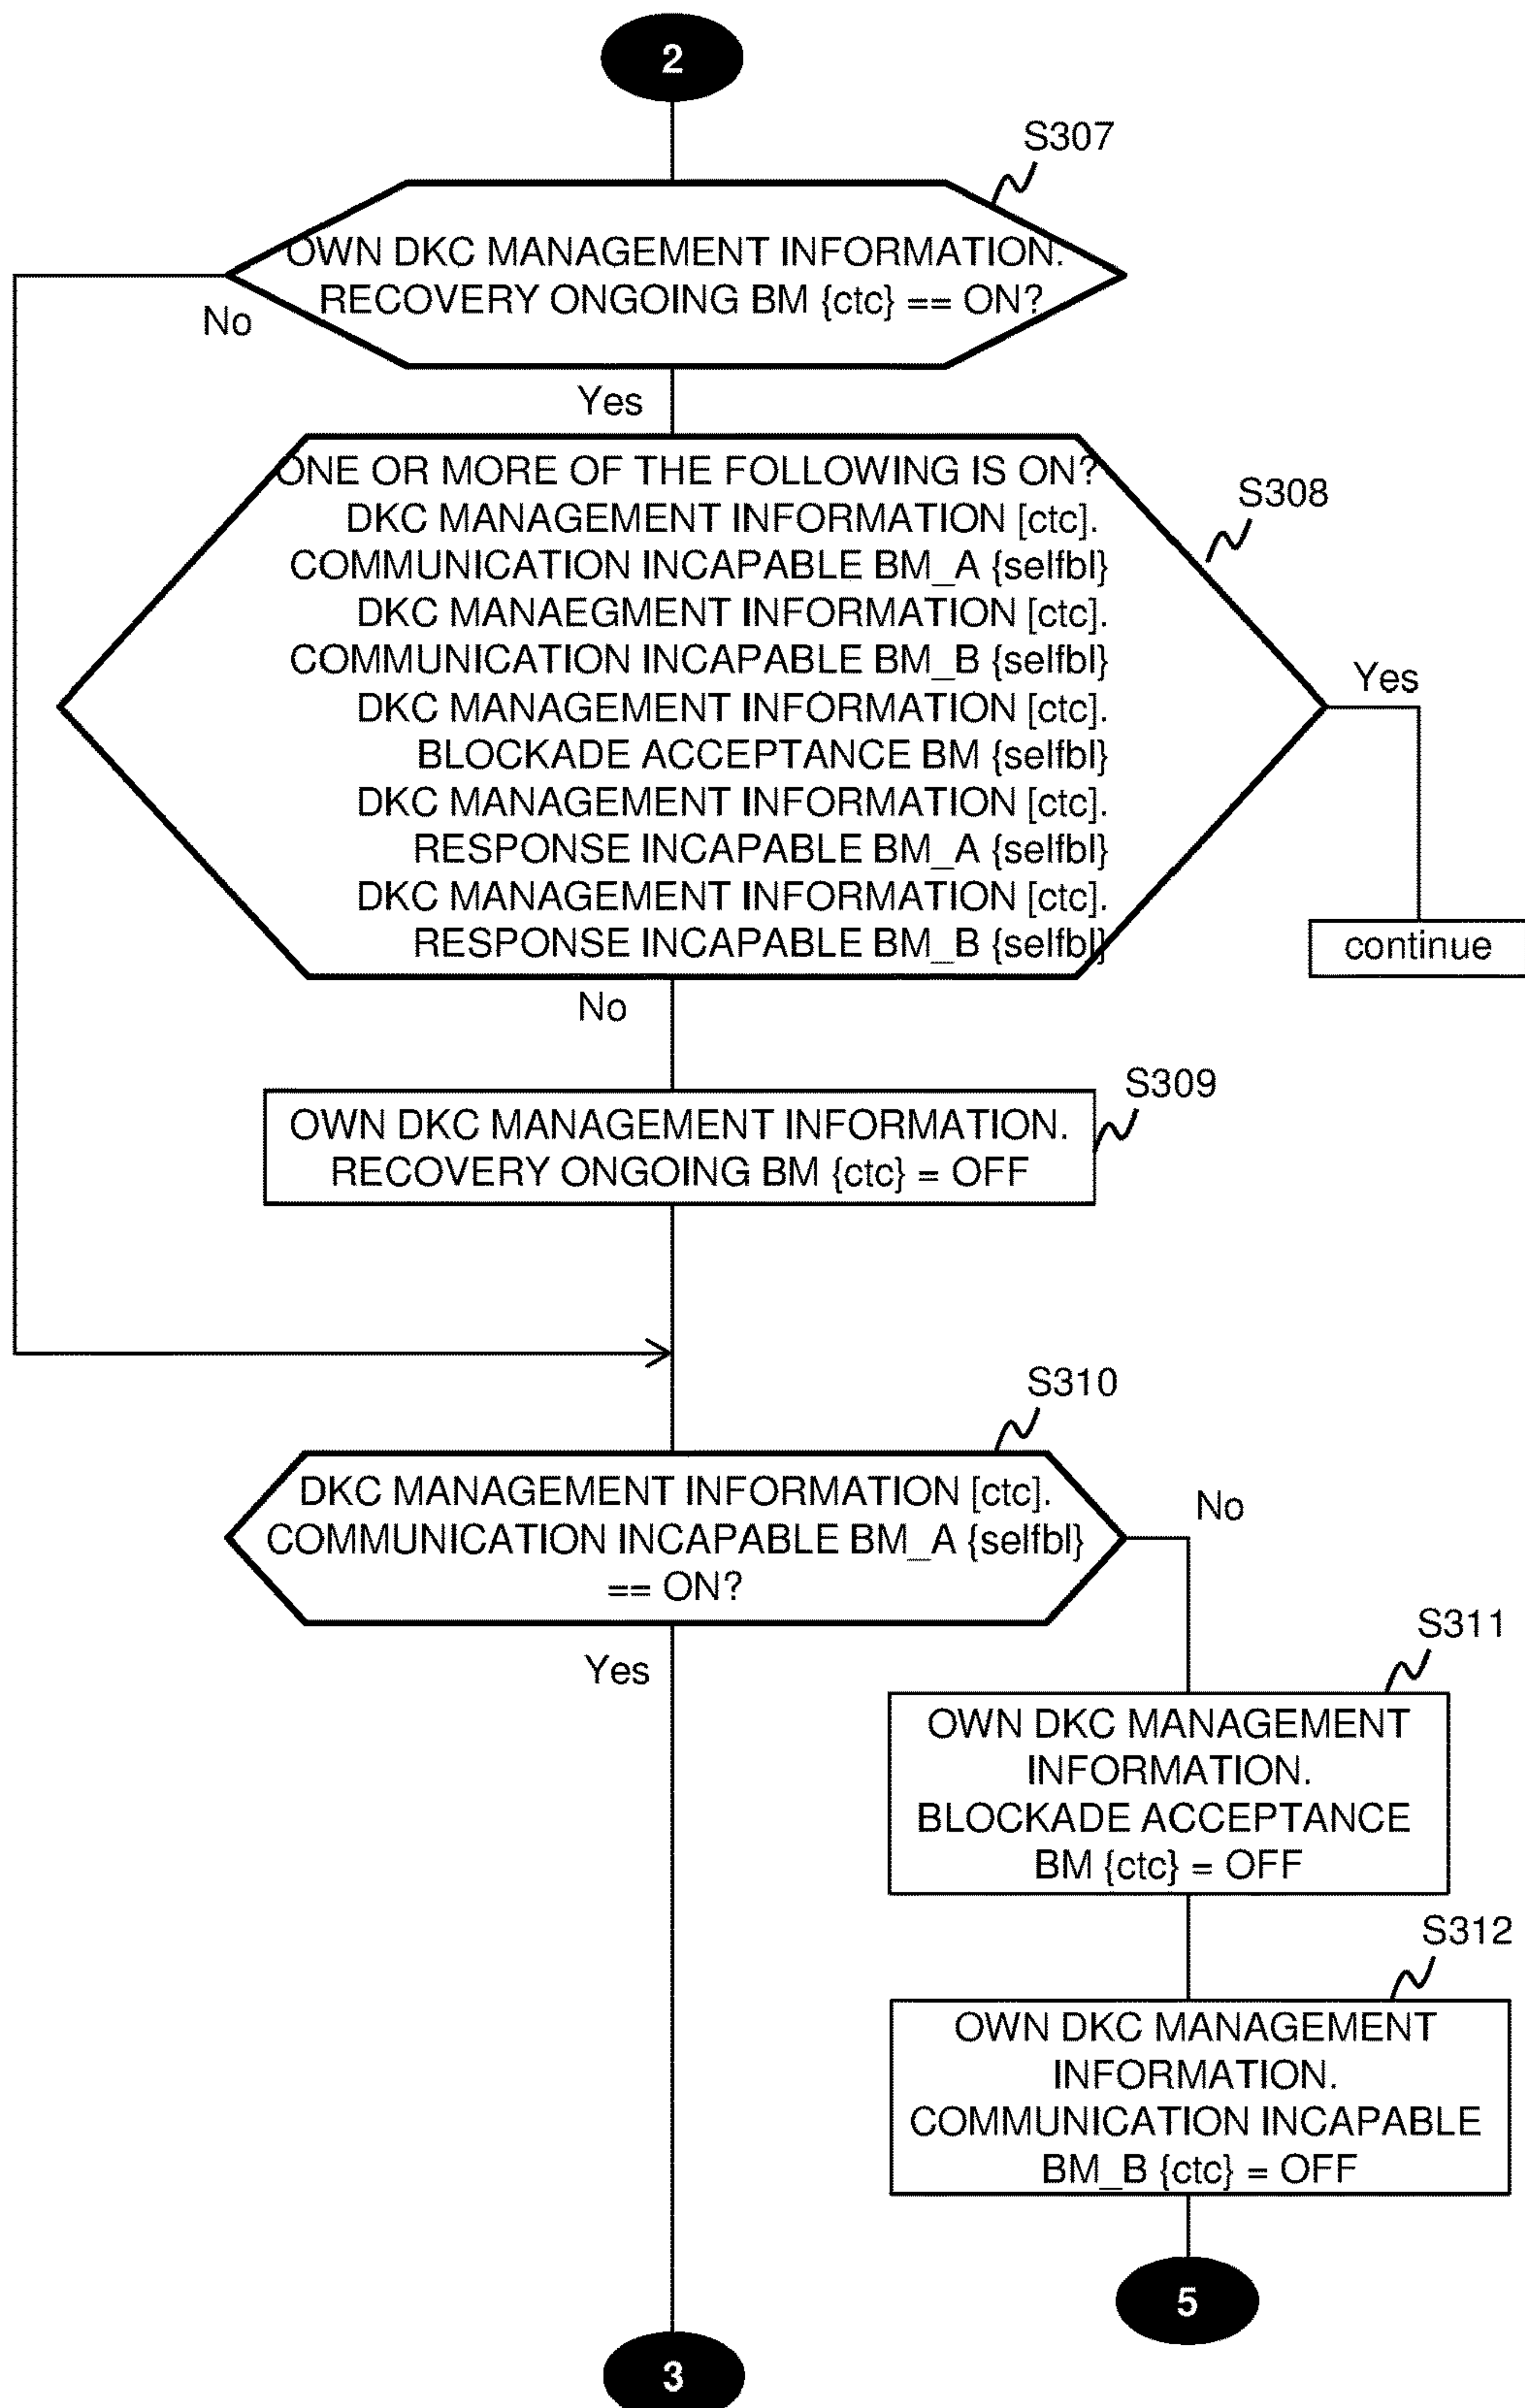 2
S307
OWN DKC MANAGEMENT INFORMATION.
RECOVERY ONGOING BM {ctc} == ON?
No
Yes
ONE OR MORE OF THE FOLLOWING IS ON?
DKC MANAGEMENT INFORMATION [ctc].
COMMUNICATION INCAPABLE BM_A {selfbl}
DKC MANAEGMENT INFORMATION [ctc].
COMMUNICATION INCAPABLE BM_B {selfbl}
DKC MANAGEMENT INFORMATION [ctc].
BLOCKADE ACCEPTANCE BM {selfbl}
DKC MANAGEMENT INFORMATION [ctc].
RESPONSE INCAPABLE BM_A {selfbl}
DKC MANAGEMENT INFORMATION [ctc].
RESPONSE INCAPABLE BM_B {selfbl}
S308
Yes
continue
No
S309
OWN DKC MANAGEMENT INFORMATION.
RECOVERY ONGOING BM {ctc} = OFF
S310
DKC MANAGEMENT INFORMATION [ctc].
COMMUNICATION INCAPABLE BM_A {selfbl}
== ON?
No
Yes
S311
OWN DKC MANAGEMENT
INFORMATION.
BLOCKADE ACCEPTANCE
BM {ctc} = OFF
S312
OWN DKC MANAGEMENT
INFORMATION.
COMMUNICATION INCAPABLE
BM_B {ctc} = OFF
5
3